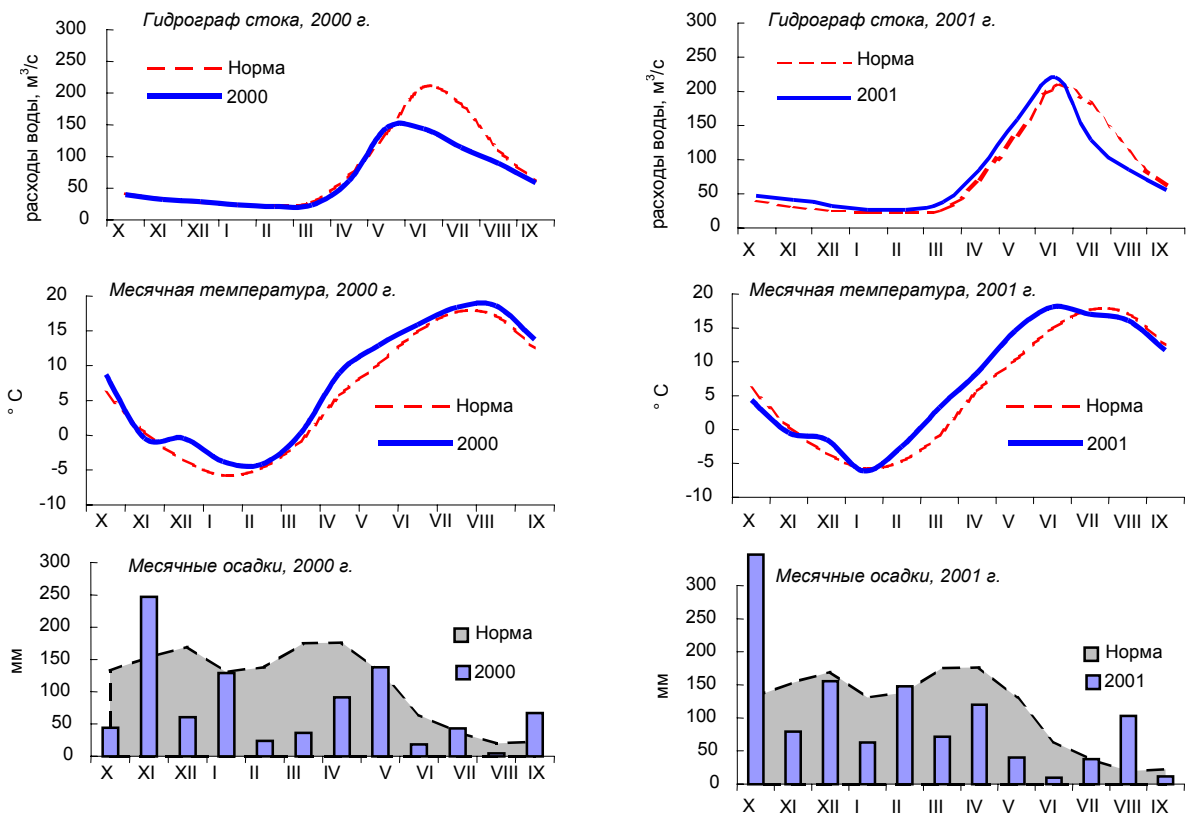 Гидрограф стока, 2000 г.
расходы воды, м³/с
300
250
200
150
100
50
0
Норма
2000
X XI XII I II III IV V VI VII VIII IX
Гидрограф стока, 2001 г.
расходы воды, м³/с
300
250
200
150
100
50
0
Норма
2001
X XI XII I II III IV V VI VII VIII IX
Месячная температура, 2000 г.
° C
20
15
10
5
0
-5
-10
Норма
2000
X XI XII I II III IV V VI VII VIII IX
Месячная температура, 2001 г.
° C
20
15
10
5
0
-5
-10
Норма
2001
X XI XII I II III IV V VI VII VIII IX
Месячные осадки, 2000 г.
мм
300
250
200
150
100
50
0
Норма
2000
X XI XII I II III IV V VI VII VIII IX
Месячные осадки, 2001 г.
мм
300
250
200
150
100
50
0
Норма
2001
X XI XII I II III IV V VI VII VIII IX